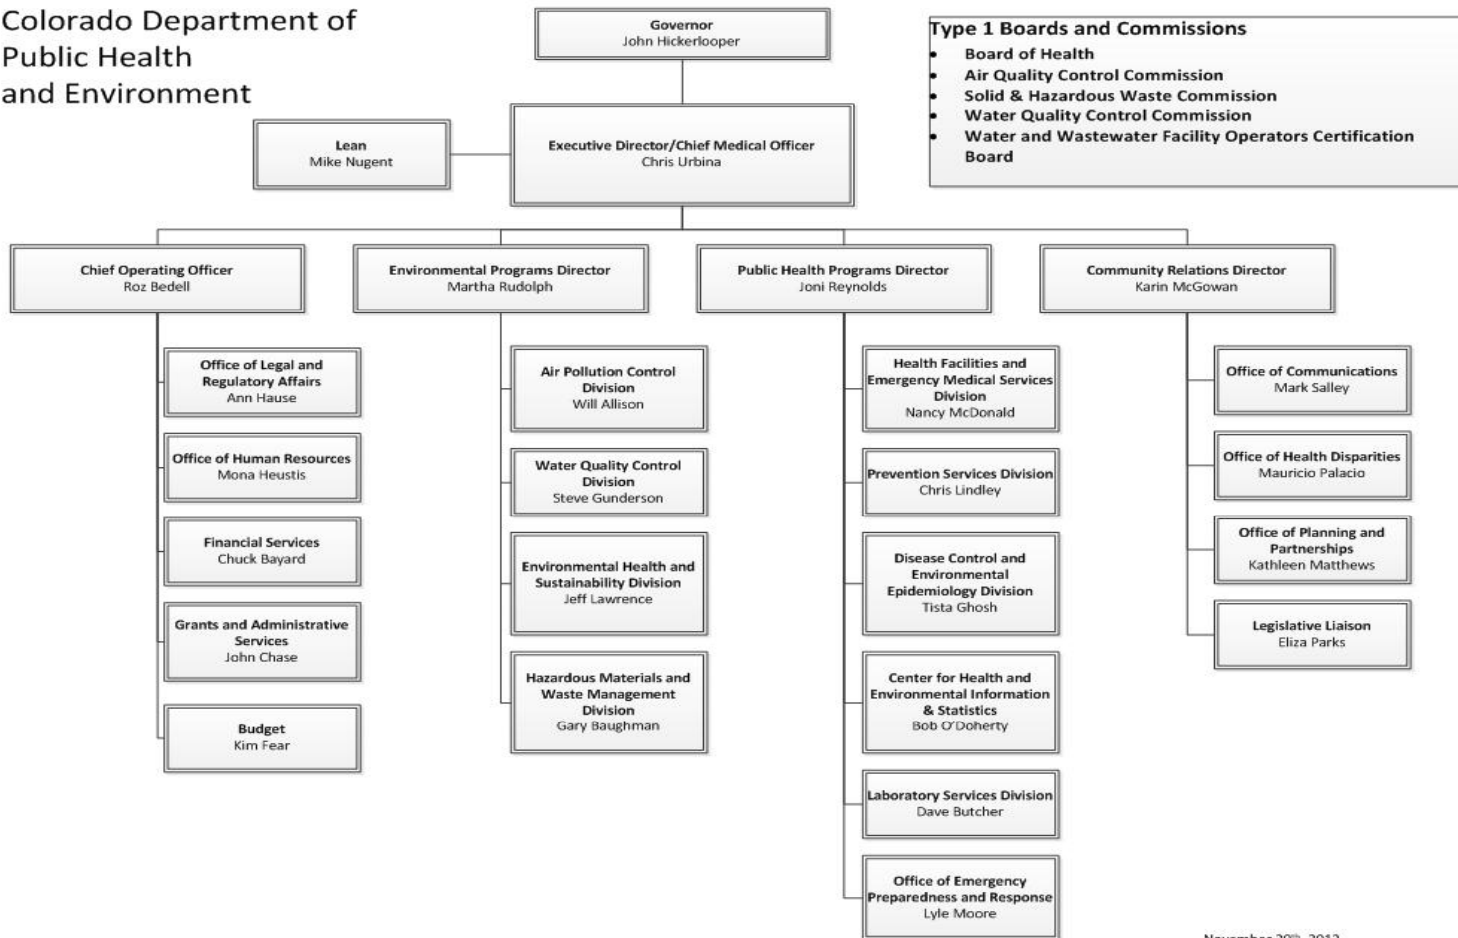 Colorado Department of
Public Health
and Environment
Governor
John Hickerlooper
Type 1 Boards and Commissions
• Board of Health
• Air Quality Control Commission
• Solid & Hazardous Waste Commission
• Water Quality Control Commission
• Water and Wastewater Facility Operators Certification
Board
Lean
Mike Nugent
Executive Director/Chief Medical Officer
Chris Urbina
Chief Operating Officer
Roz Bedell
Environmental Programs Director
Martha Rudolph
Public Health Programs Director
Joni Reynolds
Community Relations Director
Karin McGowan
Office of Legal and
Regulatory Affairs
Ann Hause
Office of Human Resources
Mona Heustis
Financial Services
Chuck Bayard
Grants and Administrative
Services
John Chase
Budget
Kim Fear
Air Pollution Control
Division
Will Allison
Water Quality Control
Division
Steve Gunderson
Environmental Health and
Sustainability Division
Jeff Lawrence
Hazardous Materials and
Waste Management
Division
Gary Baughman
Health Facilities and
Emergency Medical Services
Division
Nancy McDonald
Prevention Services Division
Chris Lindley
Disease Control and
Environmental
Epidemiology Division
Tista Ghosh
Center for Health and
Environmental Information
& Statistics
Bob O'Doherty
Laboratory Services Division
Dave Butcher
Office of Emergency
Preparedness and Response
Lyle Moore
Office of Communications
Mark Salley
Office of Health Disparities
Mauricio Palacio
Office of Planning and
Partnerships
Kathleen Matthews
Legislative Liaison
Eliza Parks
November